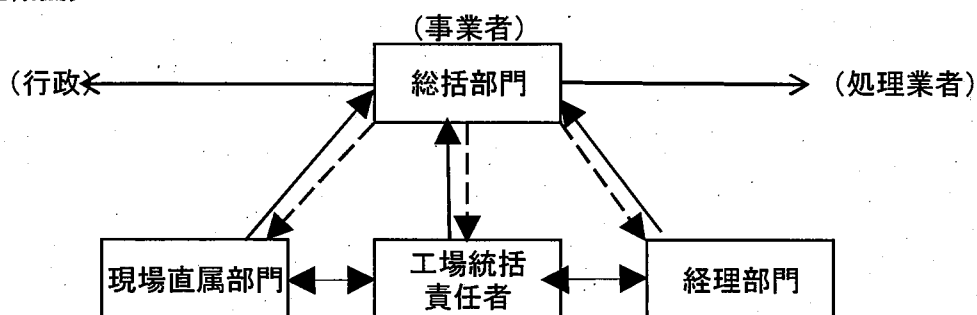 (事業者)
(行政)
総括部門
(処理業者)
現場直属部門
工場統括
責任者
経理部門